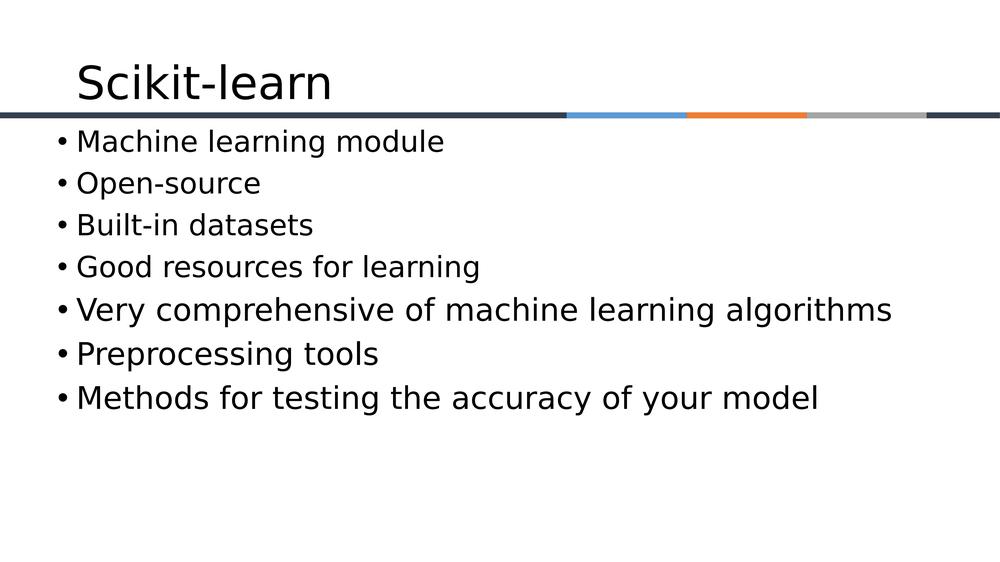 Scikit-learn
• Machine learning module
• Open-source
• Built-in datasets
• Good resources for learning
• Very comprehensive of machine learning algorithms
• Preprocessing tools
• Methods for testing the accuracy of your model